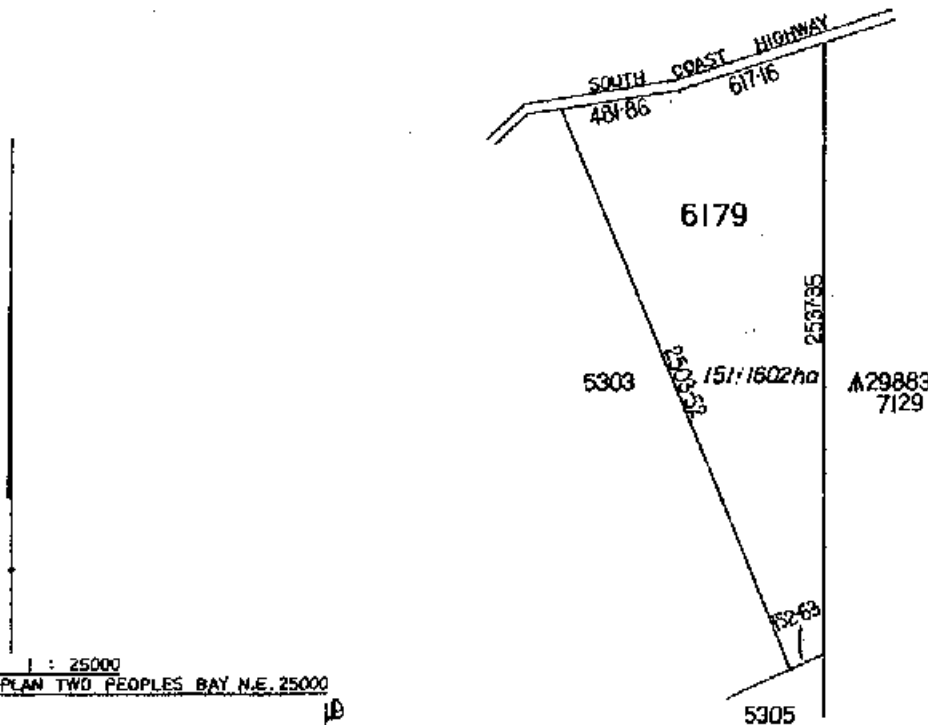 SOUTH COAST HIGHWAY
481·86
617·16
6179
2537·35
5303
2503·52
151·1602ha
29883
7129
152·63
1 : 25000
PLAN TWO PEOPLES BAY N.E. 25000
5305